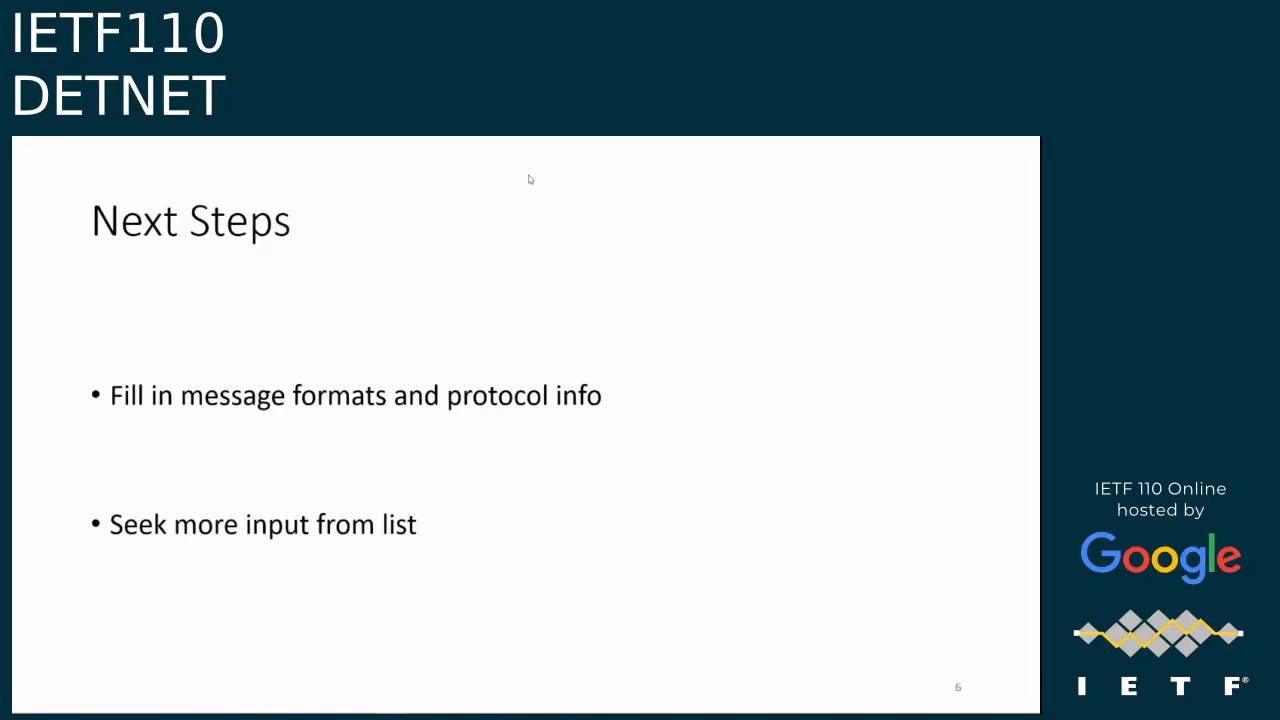 IETF110
DETNET
Next Steps
• Fill in message formats and protocol info
• Seek more input from list
6
IETF 110 Online
hosted by
Google
I E T F®